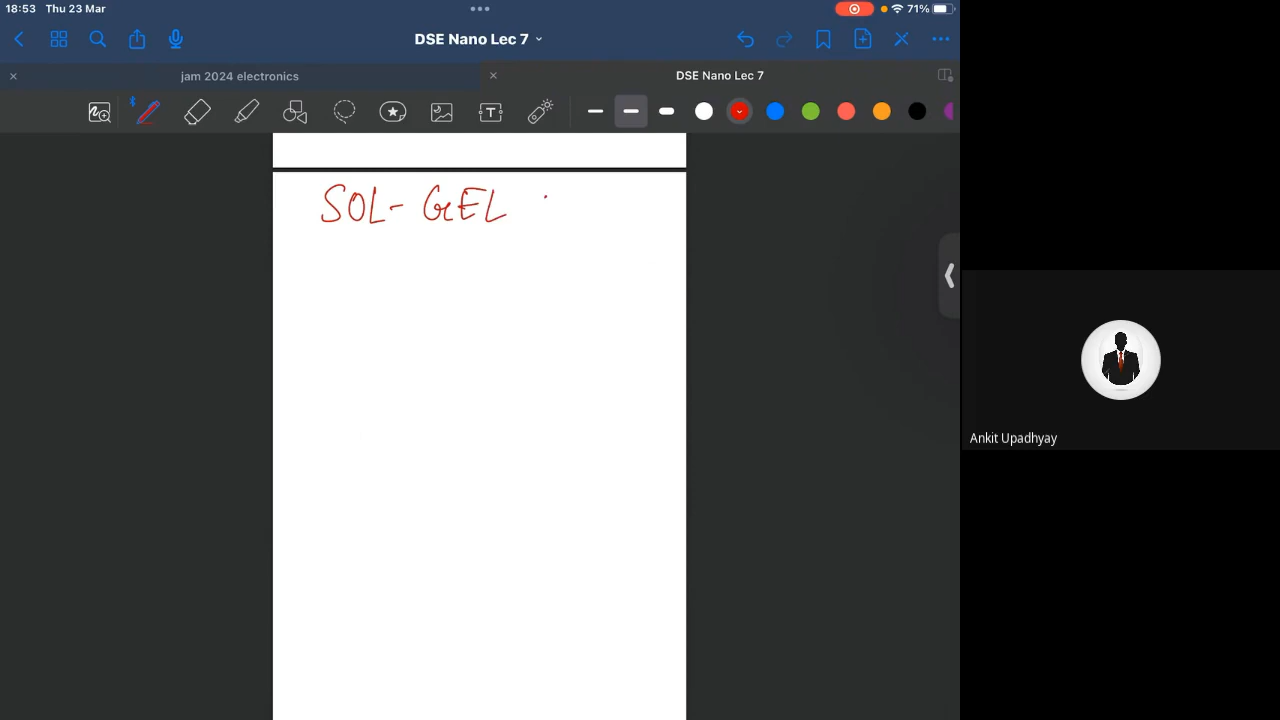 18:53 Thu 23 Mar 71%
DSE Nano Lec 7
jam 2024 electronics DSE Nano Lec 7
T
SOL - GEL
Ankit Upadhyay